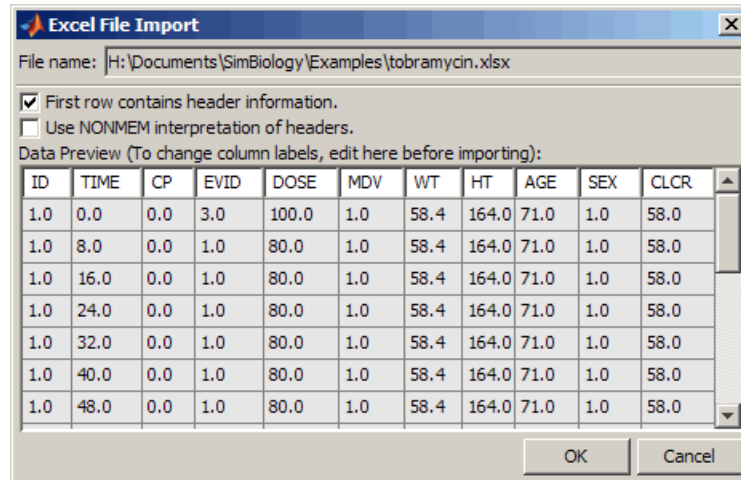 Excel File Import
File name: H:\Documents\SimBiology\Examples\tobramycin.xlsx
First row contains header information.
Use NONMEM interpretation of headers.
Data Preview (To change column labels, edit here before importing):
ID TIME CP EVID DOSE MDV WT HT AGE SEX CLCR
1.0 0.0 0.0 3.0 100.0 1.0 58.4 164.0 71.0 1.0 58.0
1.0 8.0 0.0 1.0 80.0 1.0 58.4 164.0 71.0 1.0 58.0
1.0 16.0 0.0 1.0 80.0 1.0 58.4 164.0 71.0 1.0 58.0
1.0 24.0 0.0 1.0 80.0 1.0 58.4 164.0 71.0 1.0 58.0
1.0 32.0 0.0 1.0 80.0 1.0 58.4 164.0 71.0 1.0 58.0
1.0 40.0 0.0 1.0 80.0 1.0 58.4 164.0 71.0 1.0 58.0
1.0 48.0 0.0 1.0 80.0 1.0 58.4 164.0 71.0 1.0 58.0
OK Cancel